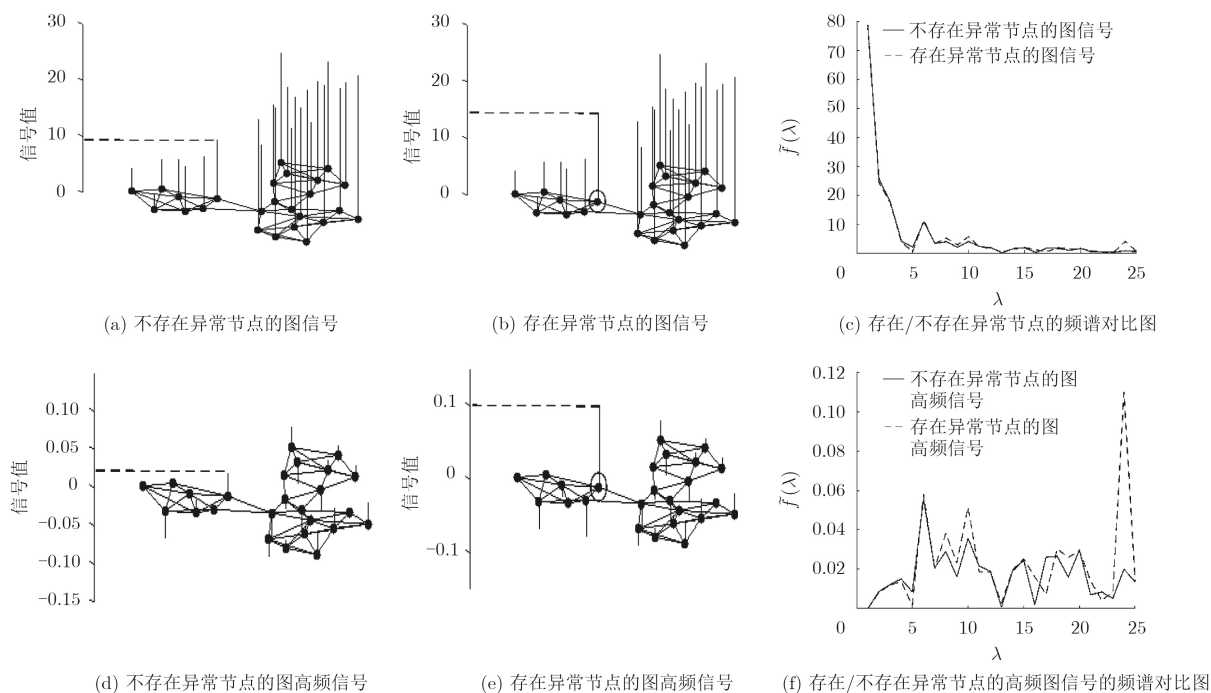 30
20
10
0
信号值
(a) 不存在异常节点的图信号
30
20
10
0
信号值
(b) 存在异常节点的图信号
80
70
60
50
40
30
20
10
0
5
10
15
20
25
f̃(λ)
λ
不存在异常节点的图信号
存在异常节点的图信号
(c) 存在/不存在异常节点的频谱对比图
0.10
0.05
0
−0.05
−0.10
−0.15
信号值
(d) 不存在异常节点的图高频信号
0.1
0
−0.1
信号值
(e) 存在异常节点的图高频信号
0.12
0.10
0.08
0.06
0.04
0.02
0
5
10
15
20
25
f̃(λ)
λ
不存在异常节点的图
高频信号
存在异常节点的图
高频信号
(f) 存在/不存在异常节点的高频图信号的频谱对比图